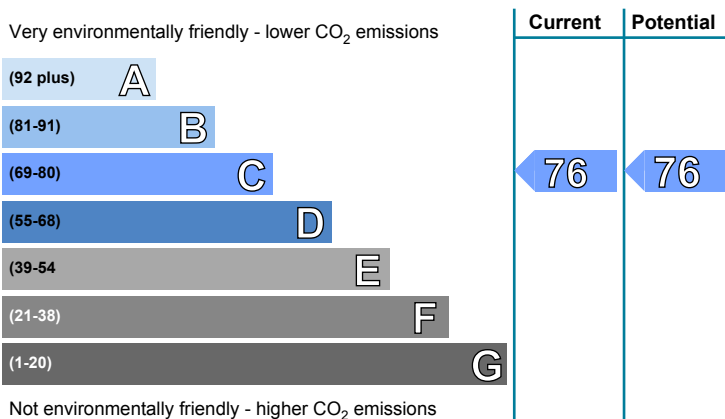 Very environmentally friendly - lower CO2 emissions
Current Potential
(92 plus) A
(81-91) B
(69-80) C 76 76
(55-68) D
(39-54 E
(21-38) F
(1-20) G
Not environmentally friendly - higher CO2 emissions